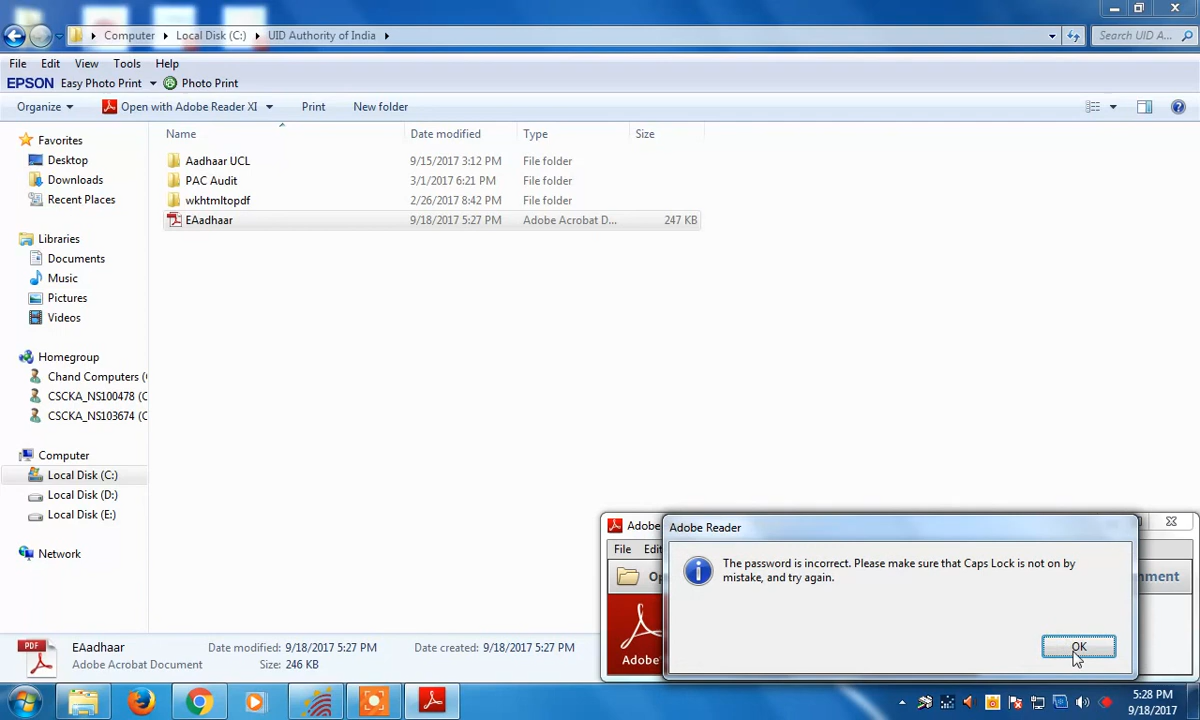 Computer Local Disk (C:) UID Authority of India Search UID A...
File Edit View Tools Help
EPSON Easy Photo Print Photo Print
Organize Open with Adobe Reader XI Print New folder
Name Date modified Type Size
Favorites
Desktop
Downloads
Recent Places
Libraries
Documents
Music
Pictures
Videos
Homegroup
Chand Computers (
CSCKA_NS100478 (C
CSCKA_NS103674 (C
Computer
Local Disk (C:)
Local Disk (D:)
Local Disk (E:)
Network
Aadhaar UCL 9/15/2017 3:12 PM File folder
PAC Audit 3/1/2017 6:21 PM File folder
wkhtmltopdf 2/26/2017 8:42 PM File folder
EAadhaar 9/18/2017 5:27 PM Adobe Acrobat D... 247 KB
Adobe
File Edi
Op
ment
Adobe
Adobe Reader
The password is incorrect. Please make sure that Caps Lock is not on by
mistake, and try again.
OK
PDF
EAadhaar Date modified: 9/18/2017 5:27 PM Date created: 9/18/2017 5:27 PM
Adobe Acrobat Document Size: 246 KB
5:28 PM
9/18/2017